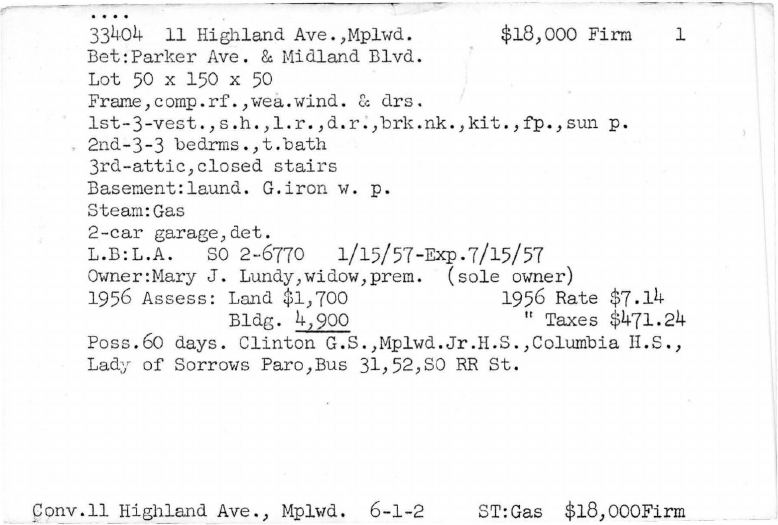 ....
33404 11 Highland Ave.,Mplwd. $18,000 Firm 1
Bet:Parker Ave. & Midland Blvd.
Lot 50 x 150 x 50
Frame,comp.rf.,wea.wind. & drs.
1st-3-vest.,s.h.,l.r.,d.r.,brk.nk.,kit.,fp.,sun p.
2nd-3-3 bedrms.,t.bath
3rd-attic,closed stairs
Basement:laund. G.iron w. p.
Steam:Gas
2-car garage,det.
L.B:L.A. SO 2-6770 1/15/57-Exp.7/15/57
Owner:Mary J. Lundy,widow,prem. (sole owner)
1956 Assess: Land $1,700 1956 Rate $7.14
Bldg. 4,900 " Taxes $471.24
Poss.60 days. Clinton G.S.,Mplwd.Jr.H.S.,Columbia H.S.,
Lady of Sorrows Paro,Bus 31,52,SO RR St.
Conv.11 Highland Ave., Mplwd. 6-1-2 ST:Gas $18,000Firm